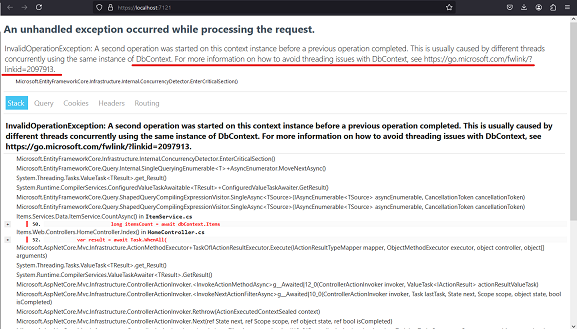 https://localhost:7121
An unhandled exception occurred while processing the request.
InvalidOperationException: A second operation was started on this context instance before a previous operation completed. This is usually caused by different threads
concurrently using the same instance of DbContext. For more information on how to avoid threading issues with DbContext, see https://go.microsoft.com/fwlink/?
linkid=2097913.
Microsoft.EntityFrameworkCore.Infrastructure.Internal.ConcurrencyDetector.EnterCriticalSection()
Stack Query Cookies Headers Routing
InvalidOperationException: A second operation was started on this context instance before a previous operation completed. This is usually caused by
different threads concurrently using the same instance of DbContext. For more information on how to avoid threading issues with DbContext, see
https://go.microsoft.com/fwlink/?linkid=2097913.
Microsoft.EntityFrameworkCore.Infrastructure.Internal.ConcurrencyDetector.EnterCriticalSection()
Microsoft.EntityFrameworkCore.Query.Internal.SingleQueryingEnumerable<T>+AsyncEnumerator.MoveNextAsync()
System.Threading.Tasks.ValueTask<TResult>.get_Result()
System.Runtime.CompilerServices.ConfiguredValueTaskAwaitable<TResult>+ConfiguredValueTaskAwaiter.GetResult()
Microsoft.EntityFrameworkCore.Query.ShapedQueryCompilingExpressionVisitor.SingleAsync<TSource>(IAsyncEnumerable<TSource> asyncEnumerable, CancellationToken cancellationToken)
Microsoft.EntityFrameworkCore.Query.ShapedQueryCompilingExpressionVisitor.SingleAsync<TSource>(IAsyncEnumerable<TSource> asyncEnumerable, CancellationToken cancellationToken)
Items.Services.Data.ItemService.CountAsync() in ItemService.cs
+ 50. long itemsCount = await dbContext.Items
Items.Web.Controllers.HomeController.Index() in HomeController.cs
+ 52. var result = await Task.WhenAll(
Microsoft.AspNetCore.Mvc.Infrastructure.ActionMethodExecutor+TaskOfIActionResultExecutor.Execute(IActionResultTypeMapper mapper, ObjectMethodExecutor executor, object controller, object[]
arguments)
System.Threading.Tasks.ValueTask<TResult>.get_Result()
System.Runtime.CompilerServices.ValueTaskAwaiter<TResult>.GetResult()
Microsoft.AspNetCore.Mvc.Infrastructure.ControllerActionInvoker.<InvokeActionMethodAsync>g__Awaited|12_0(ControllerActionInvoker invoker, ValueTask<IActionResult> actionResultValueTask)
Microsoft.AspNetCore.Mvc.Infrastructure.ControllerActionInvoker.<InvokeNextActionFilterAsync>g__Awaited|10_0(ControllerActionInvoker invoker, Task lastTask, State next, Scope scope, object state, bool
isCompleted)
Microsoft.AspNetCore.Mvc.Infrastructure.ControllerActionInvoker.Rethrow(ActionExecutedContextSealed context)
Microsoft.AspNetCore.Mvc.Infrastructure.ControllerActionInvoker.Next(ref State next, ref Scope scope, ref object state, ref bool isCompleted)